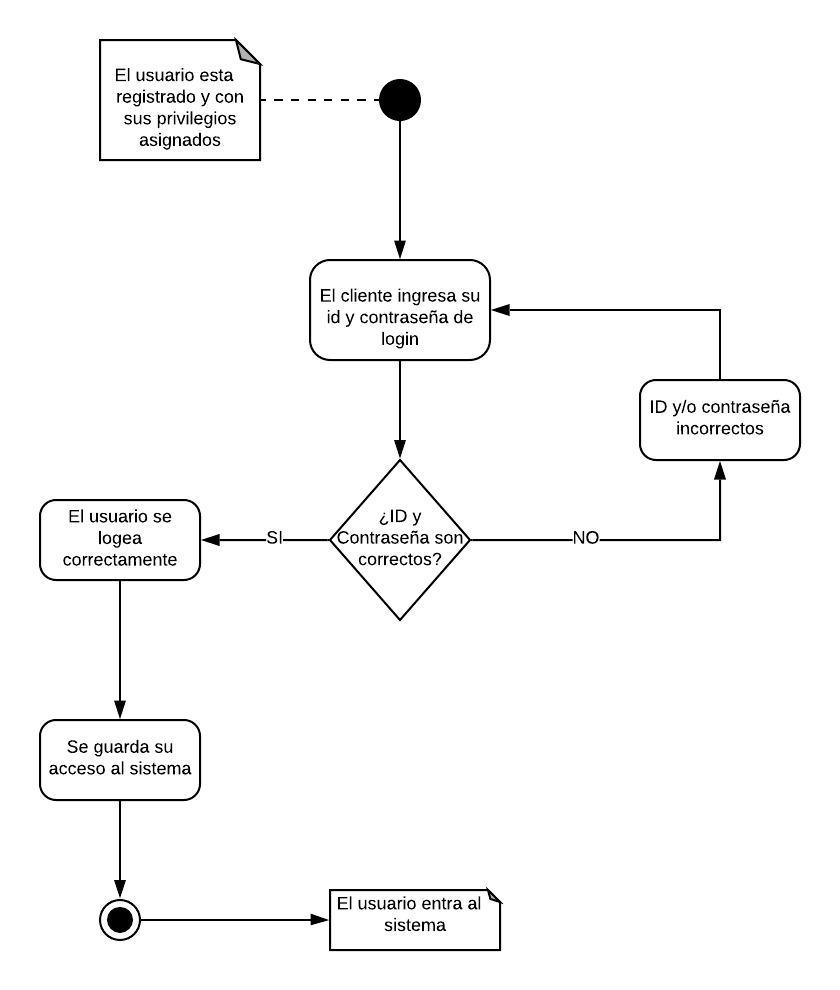 El usuario esta
registrado y con
sus privilegios
asignados
El cliente ingresa su
id y contraseña de
login
ID y/o contraseña
incorrectos
¿ID y
Contraseña son
correctos?
SI
NO
El usuario se
logea
correctamente
Se guarda su
acceso al sistema
El usuario entra al
sistema